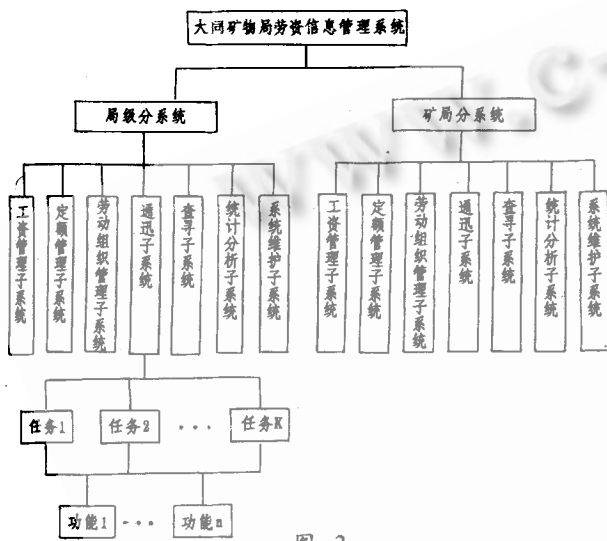 大同矿物局劳资信息管理系统
局级分系统
矿局分系统
工资管理子系统
定额管理子系统
劳动组织管理子系统
通迅子系统
查寻子系统
统计分析子系统
系统维护子系统
工资管理子系统
定额管理子系统
劳动组织管理子系统
通迅子系统
查寻子系统
统计分析子系统
系统维护子系统
任务1
任务2
...
任务K
功能1
...
功能n
www.c